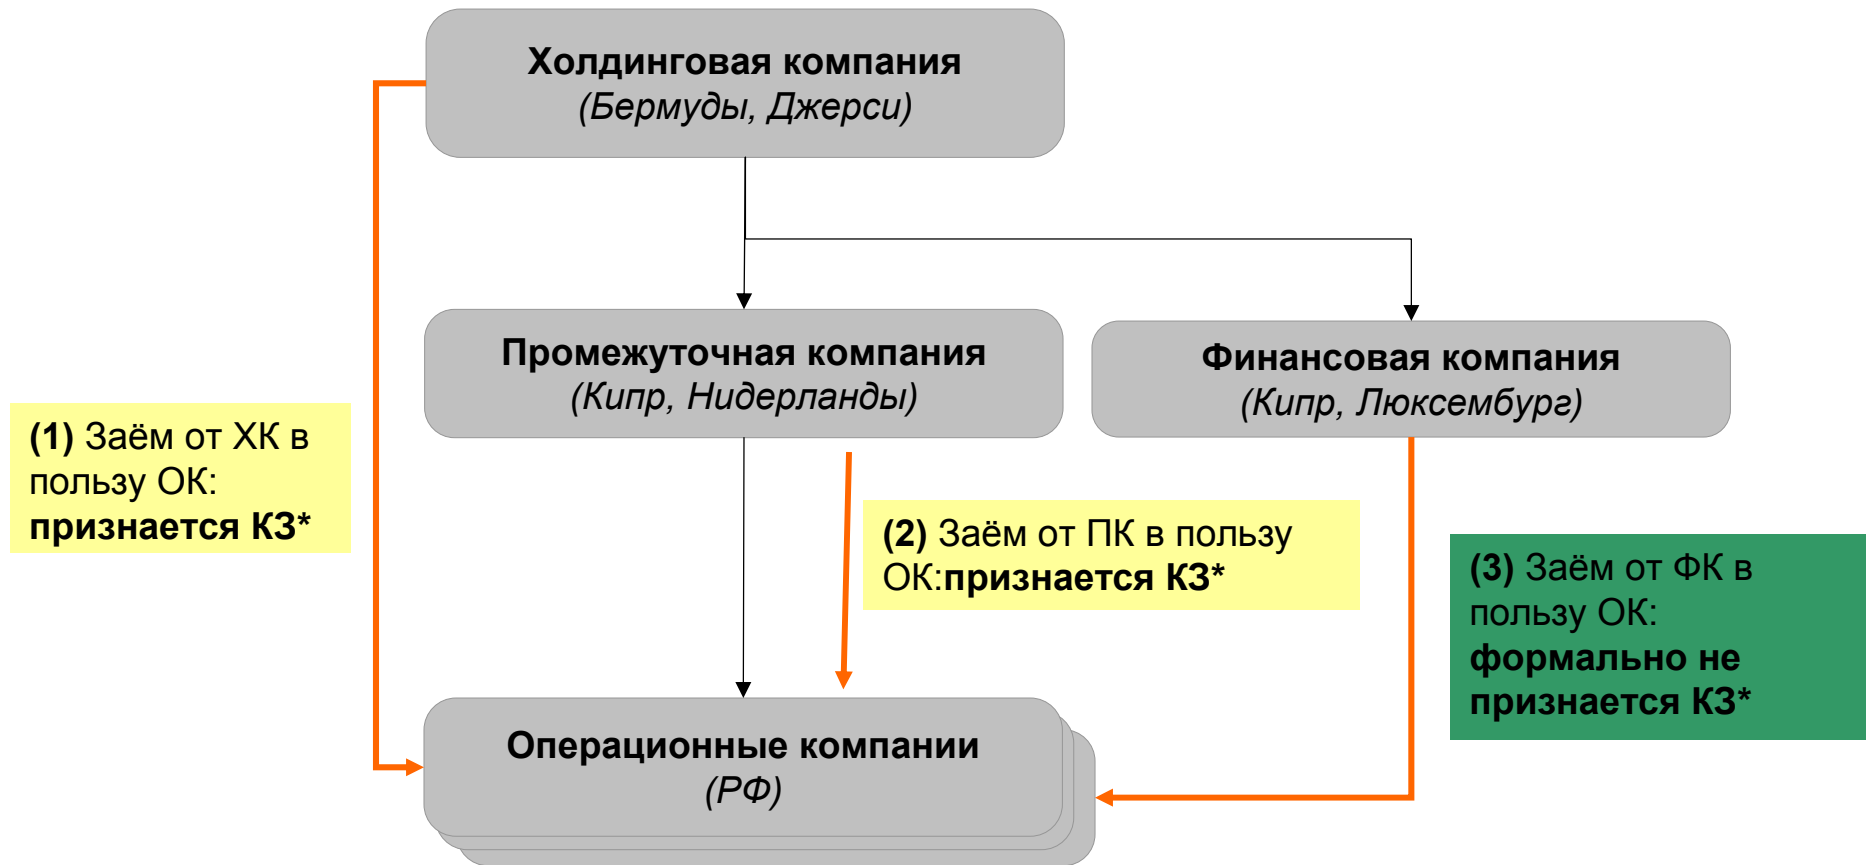 Холдинговая компания
(Бермуды, Джерси)
Промежуточная компания
(Кипр, Нидерланды)
Финансовая компания
(Кипр, Люксембург)
(1) Заём от ХК в
пользу ОК:
признается КЗ*
(2) Заём от ПК в пользу
ОК:признается КЗ*
(3) Заём от ФК в
пользу ОК:
формально не
признается КЗ*
Операционные компании
(РФ)